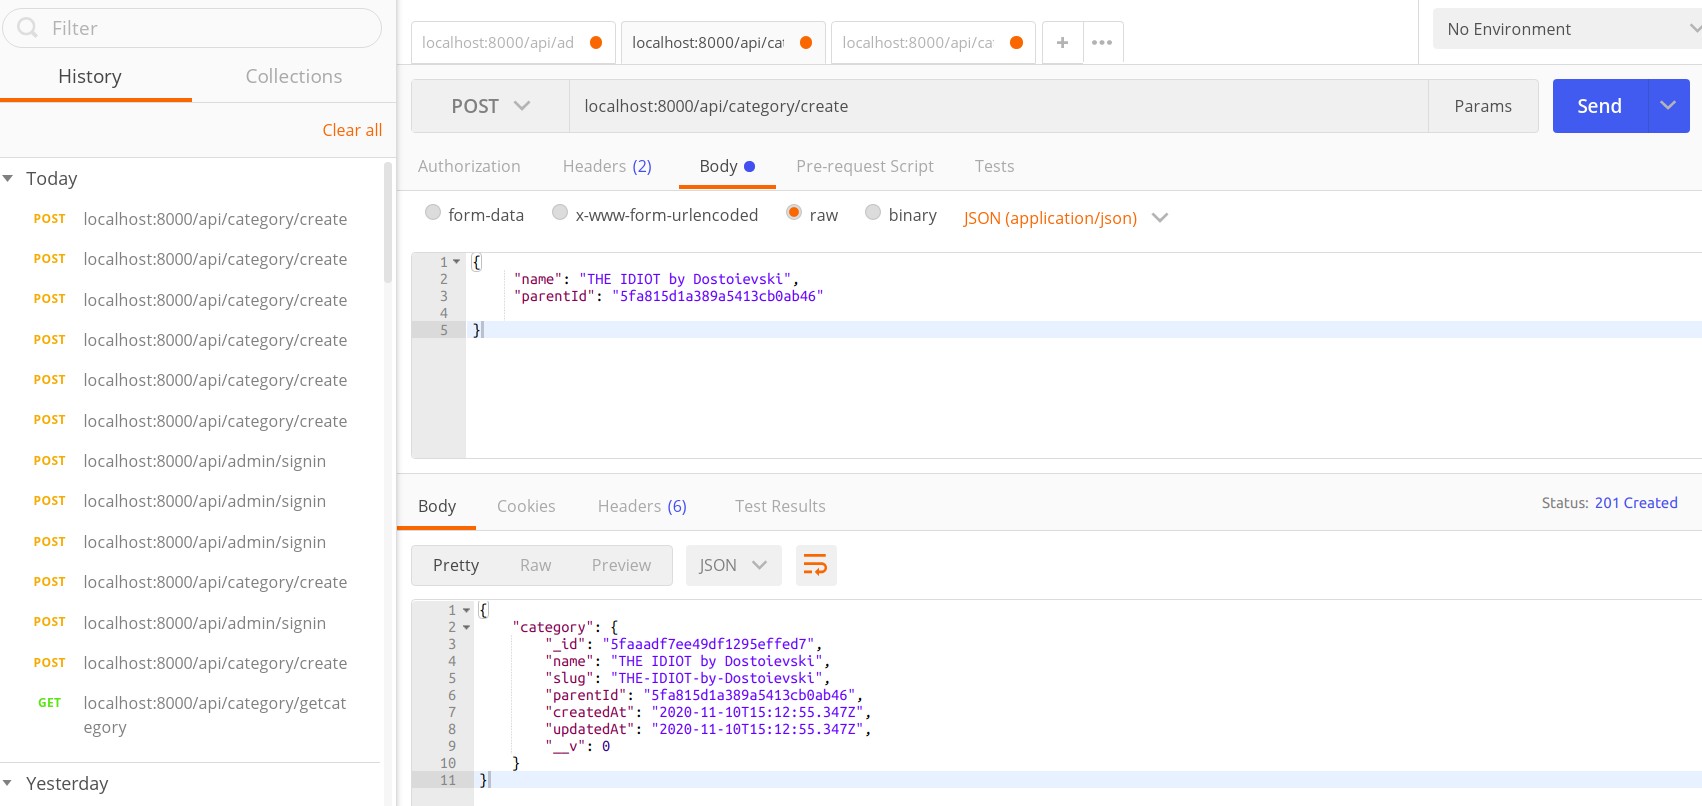 Filter
History Collections
Clear all
Today
POST localhost:8000/api/category/create
POST localhost:8000/api/category/create
POST localhost:8000/api/category/create
POST localhost:8000/api/category/create
POST localhost:8000/api/category/create
POST localhost:8000/api/category/create
POST localhost:8000/api/admin/signin
POST localhost:8000/api/admin/signin
POST localhost:8000/api/admin/signin
POST localhost:8000/api/category/create
POST localhost:8000/api/admin/signin
POST localhost:8000/api/category/create
GET localhost:8000/api/category/getcat
egory
Yesterday
localhost:8000/api/ad localhost:8000/api/cat localhost:8000/api/ca + •••
No Environment
POST localhost:8000/api/category/create Params Send
Authorization Headers (2) Body Pre-request Script Tests
form-data x-www-form-urlencoded raw binary JSON (application/json)
1 {
2 "name": "THE IDIOT by Dostoievski",
3 "parentId": "5fa815d1a389a5413cb0ab46"
4
5 }
Body Cookies Headers (6) Test Results Status: 201 Created
Pretty Raw Preview JSON
1 {
2 "category": {
3 "_id": "5faaadf7ee49df1295effed7",
4 "name": "THE IDIOT by Dostoievski",
5 "slug": "THE-IDIOT-by-Dostoievski",
6 "parentId": "5fa815d1a389a5413cb0ab46",
7 "createdAt": "2020-11-10T15:12:55.347Z",
8 "updatedAt": "2020-11-10T15:12:55.347Z",
9 "__v": 0
10 }
11 }